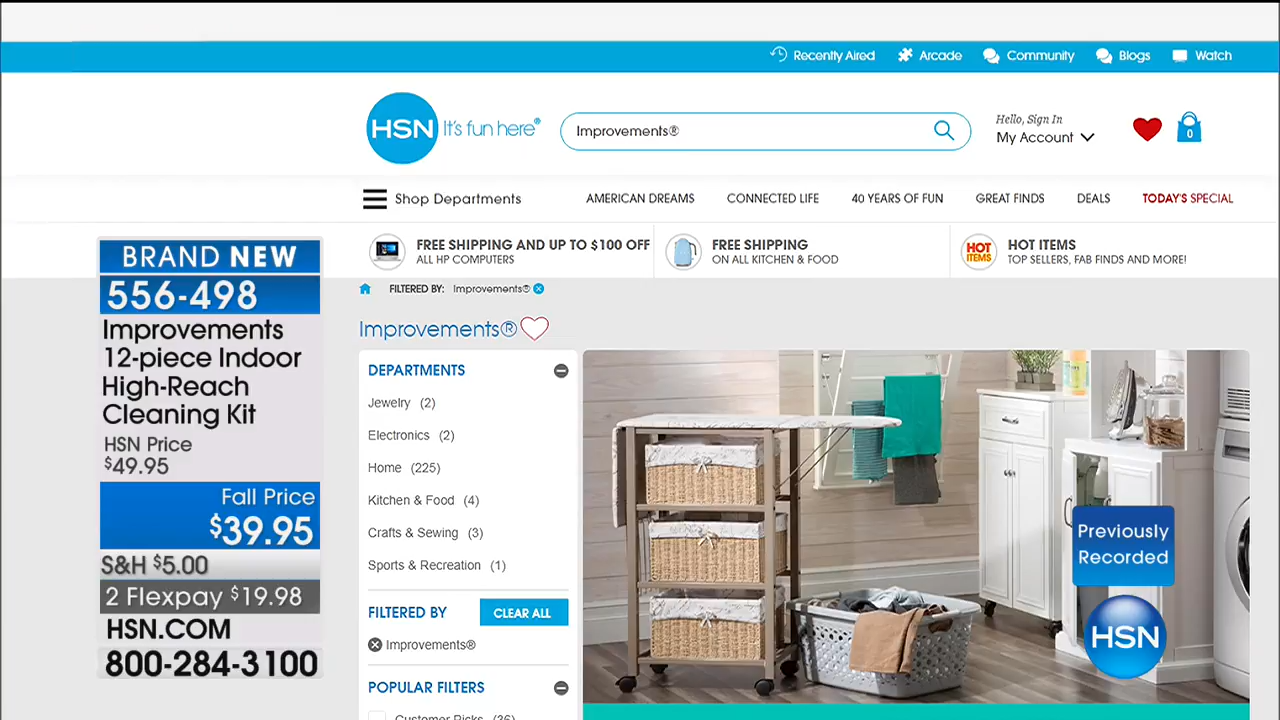 Recently Aired Arcade Community Blogs Watch
HSN It's fun here®
Improvements®
Hello, Sign In
My Account
0
Shop Departments
AMERICAN DREAMS CONNECTED LIFE 40 YEARS OF FUN GREAT FINDS DEALS TODAY'S SPECIAL
FREE SHIPPING AND UP TO $100 OFF
ALL HP COMPUTERS
FREE SHIPPING
ON ALL KITCHEN & FOOD
HOT ITEMS
HOT ITEMS
TOP SELLERS, FAB FINDS AND MORE!
BRAND NEW
556-498
Improvements
12-piece Indoor
High-Reach
Cleaning Kit
HSN Price
$49.95
Fall Price
$39.95
S&H $5.00
2 Flexpay $19.98
HSN.COM
800-284-3100
FILTERED BY: Improvements®
Improvements®
DEPARTMENTS
Jewelry (2)
Electronics (2)
Home (225)
Kitchen & Food (4)
Crafts & Sewing (3)
Sports & Recreation (1)
FILTERED BY CLEAR ALL
Improvements®
POPULAR FILTERS
Customer Picks (36)
Previously
Recorded
HSN